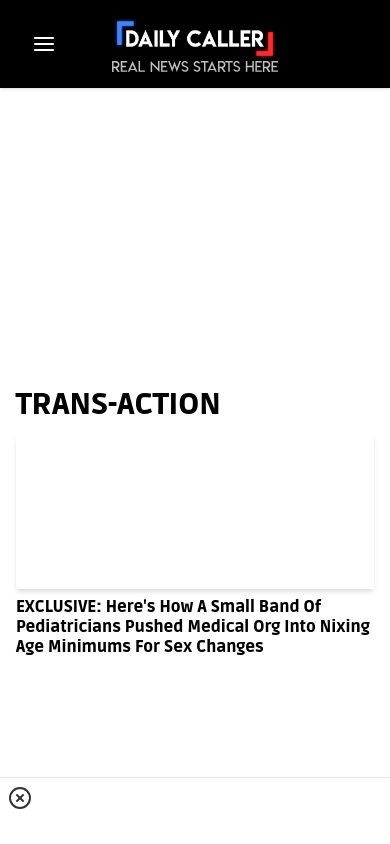 DAILY CALLER
REAL NEWS STARTS HERE
TRANS-ACTION
EXCLUSIVE: Here's How A Small Band Of
Pediatricians Pushed Medical Org Into Nixing
Age Minimums For Sex Changes